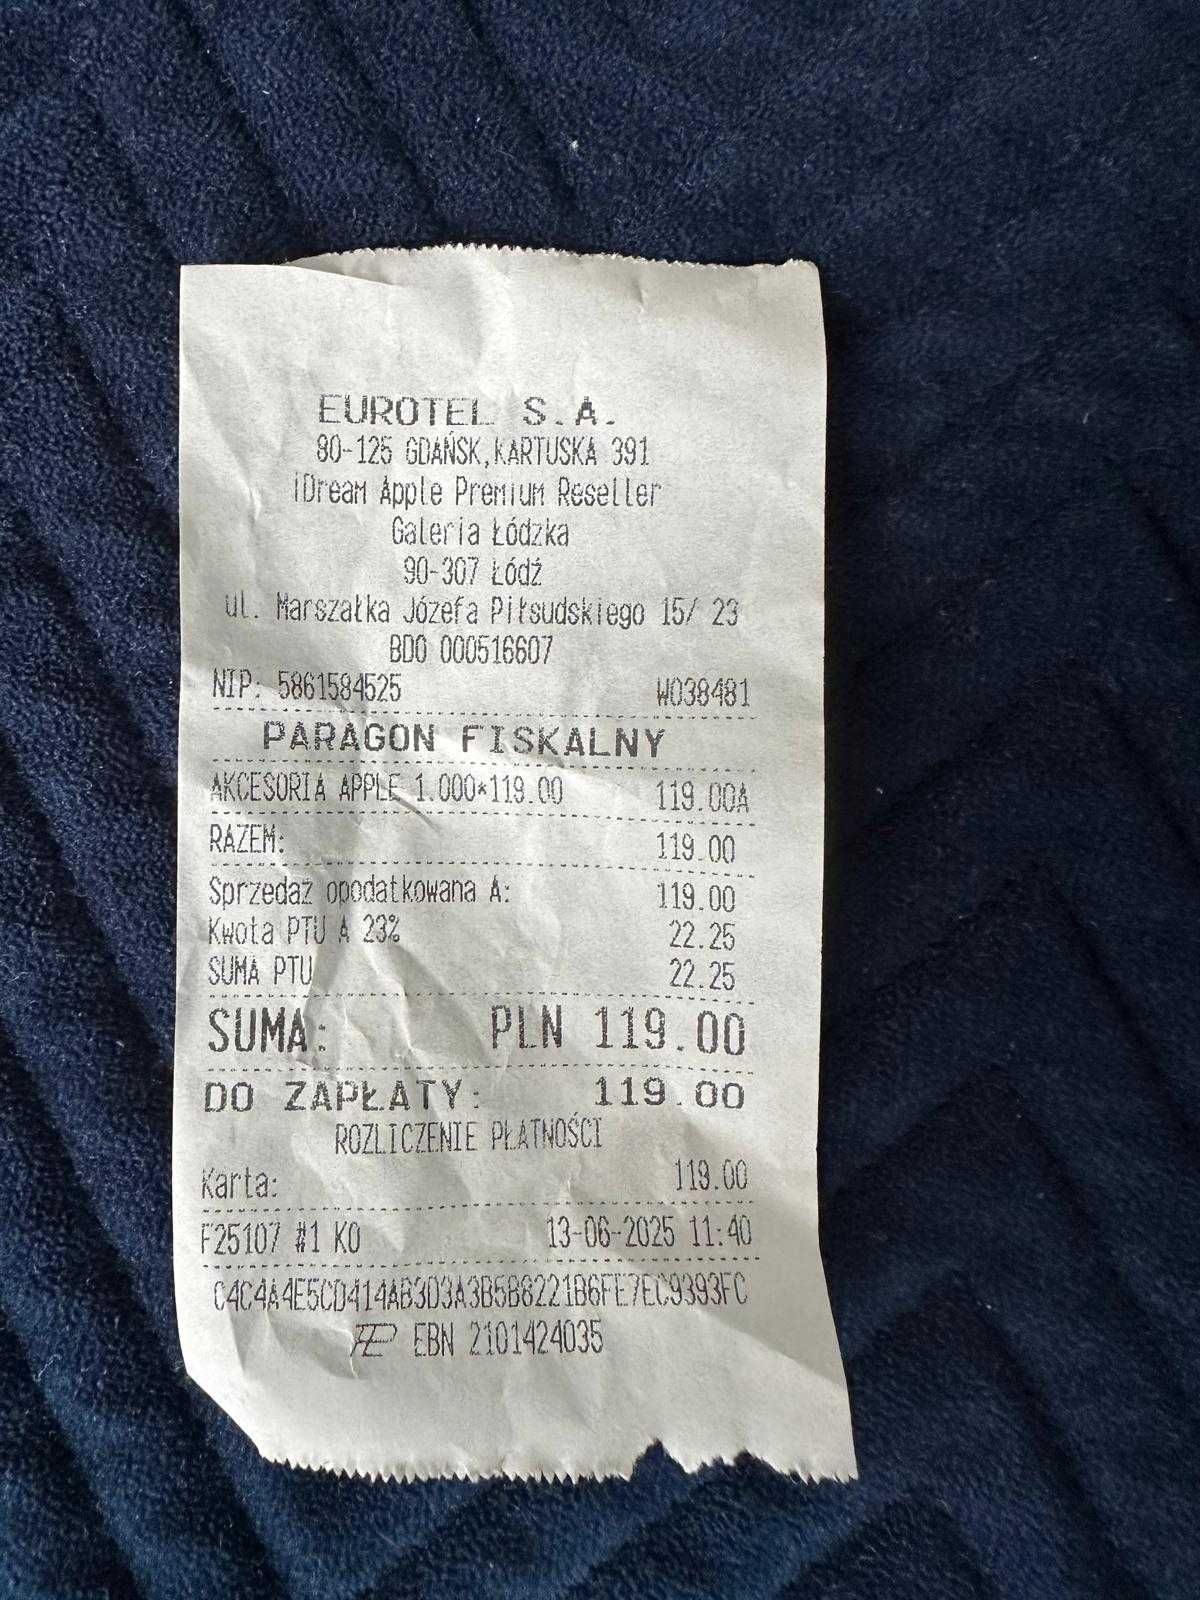 EUROTEL S.A.
80-125 GDAŃSK,KARTUSKA 391
iDream Apple Premium Reseller
Galeria Łódzka
90-307 Łódź
ul. Marszałka Józefa Piłsudskiego 15/ 23
BDO 000516607
NIP: 5861584525 W038481
PARAGON FISKALNY
AKCESORIA APPLE 1.000*119.00 119.00A
RAZEM: 119.00
Sprzedaż opodatkowana A: 119.00
Kwota PTU A 23% 22.25
SUMA PTU 22.25
SUMA: PLN 119.00
DO ZAPŁATY: 119.00
ROZLICZENIE PŁATNOŚCI
Karta: 119.00
F25107 #1 KO 13-06-2025 11:40
C4C4A4E5CD414AB3D3A3B5B8221B6FE7EC9393FC
EBN 2101424035